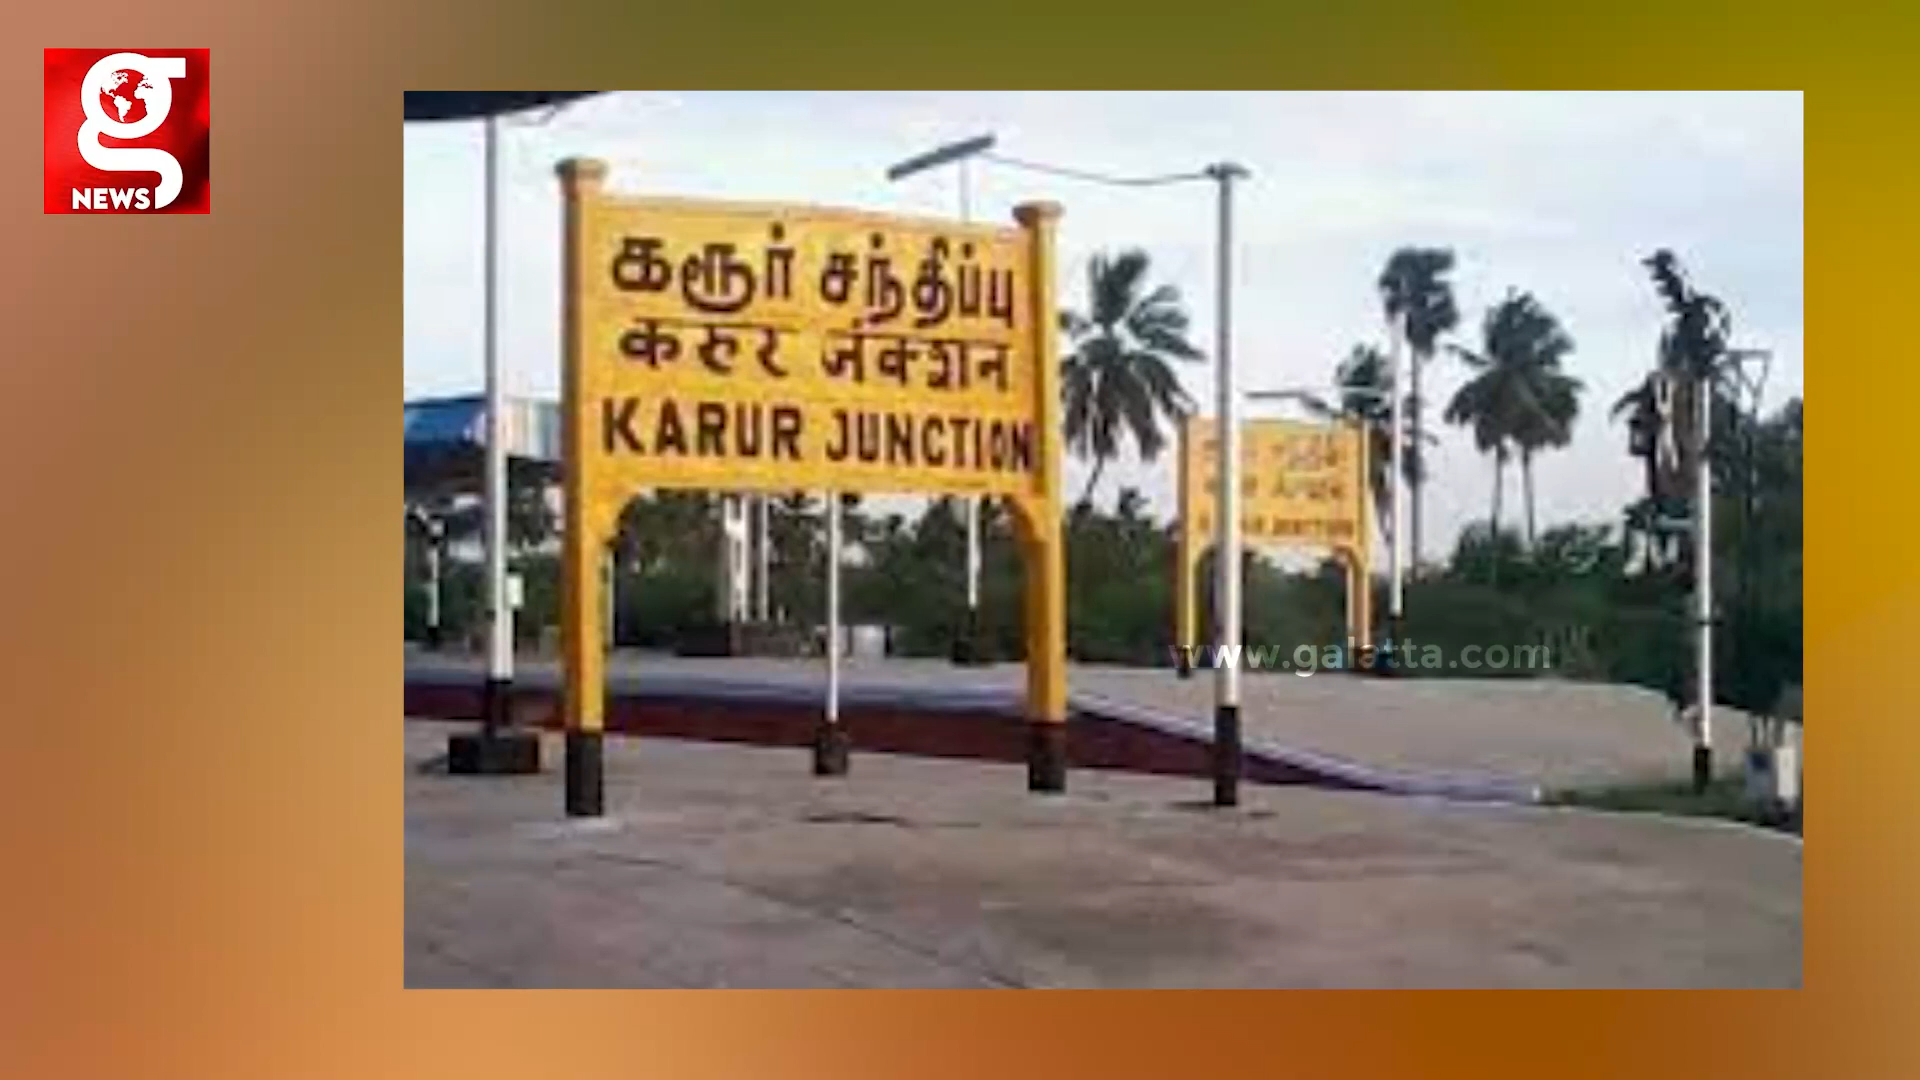 NEWS
கரூர் சந்திப்பு
करुर जंक्शन
KARUR JUNCTION
www.galatta.com